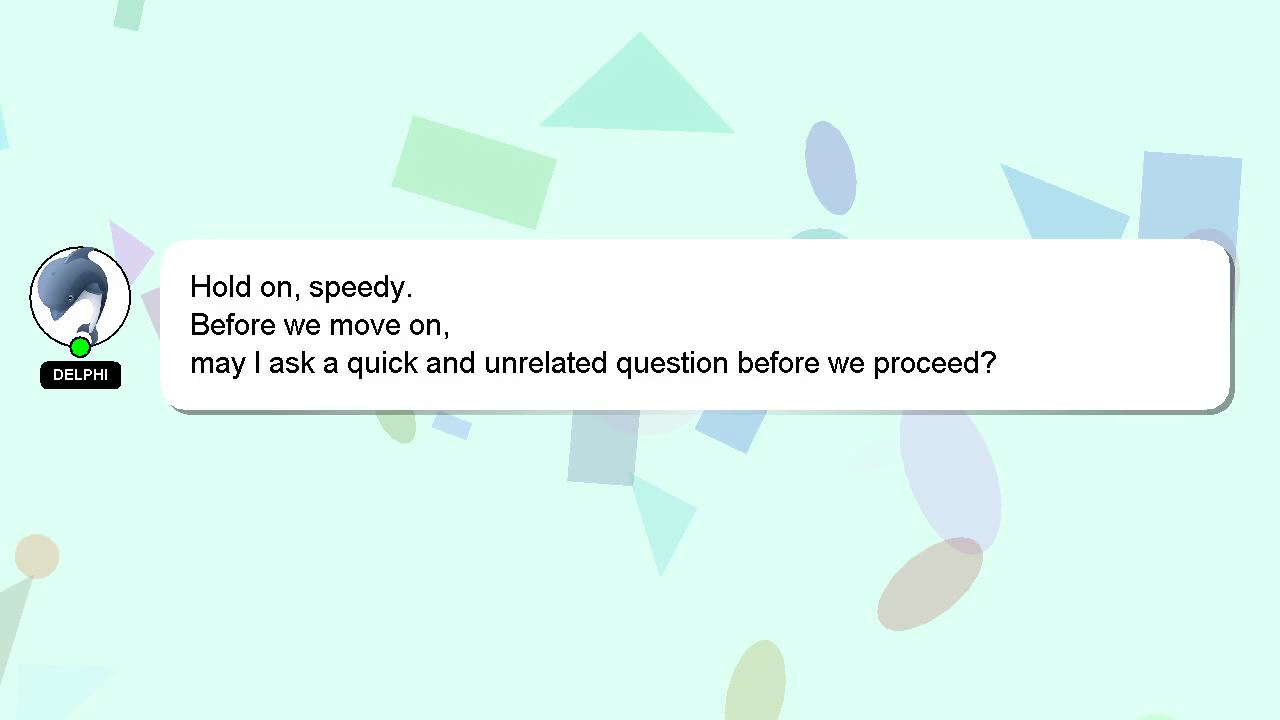 Hold on, speedy.
Before we move on,
may I ask a quick and unrelated question before we proceed?
DELPHI